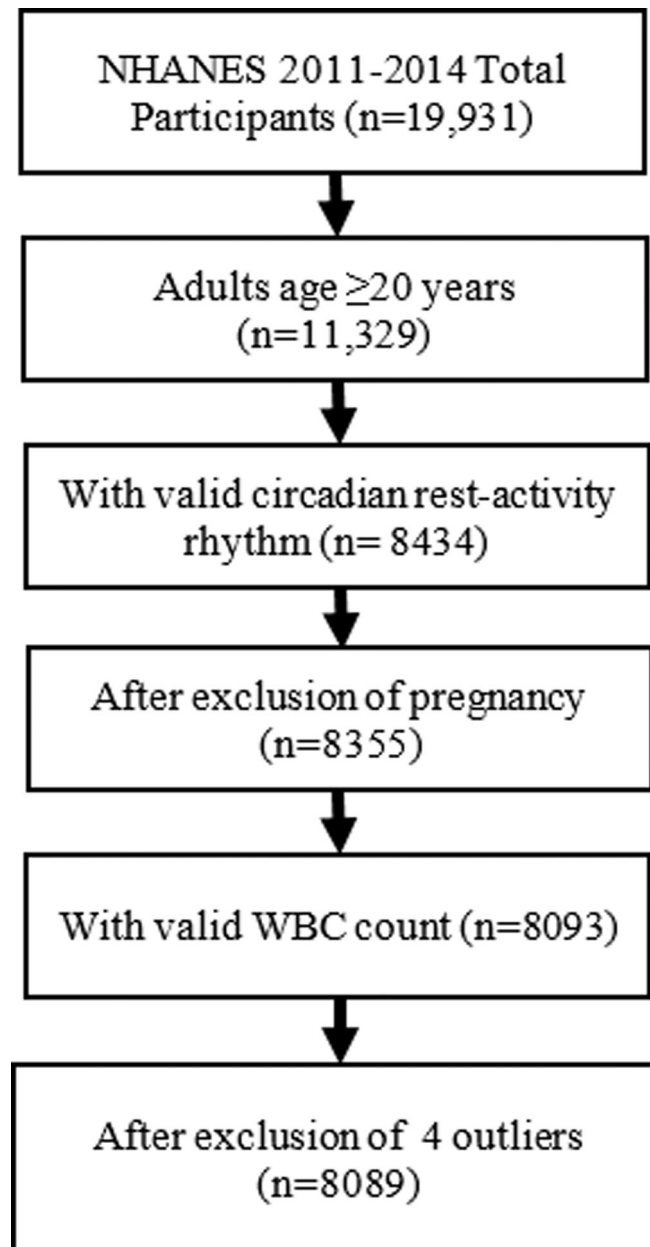 NHANES 2011-2014 Total
Participants (n=19,931)
Adults age ≥20 years
(n=11,329)
With valid circadian rest-activity
rhythm (n= 8434)
After exclusion of pregnancy
(n=8355)
With valid WBC count (n=8093)
After exclusion of 4 outliers
(n=8089)